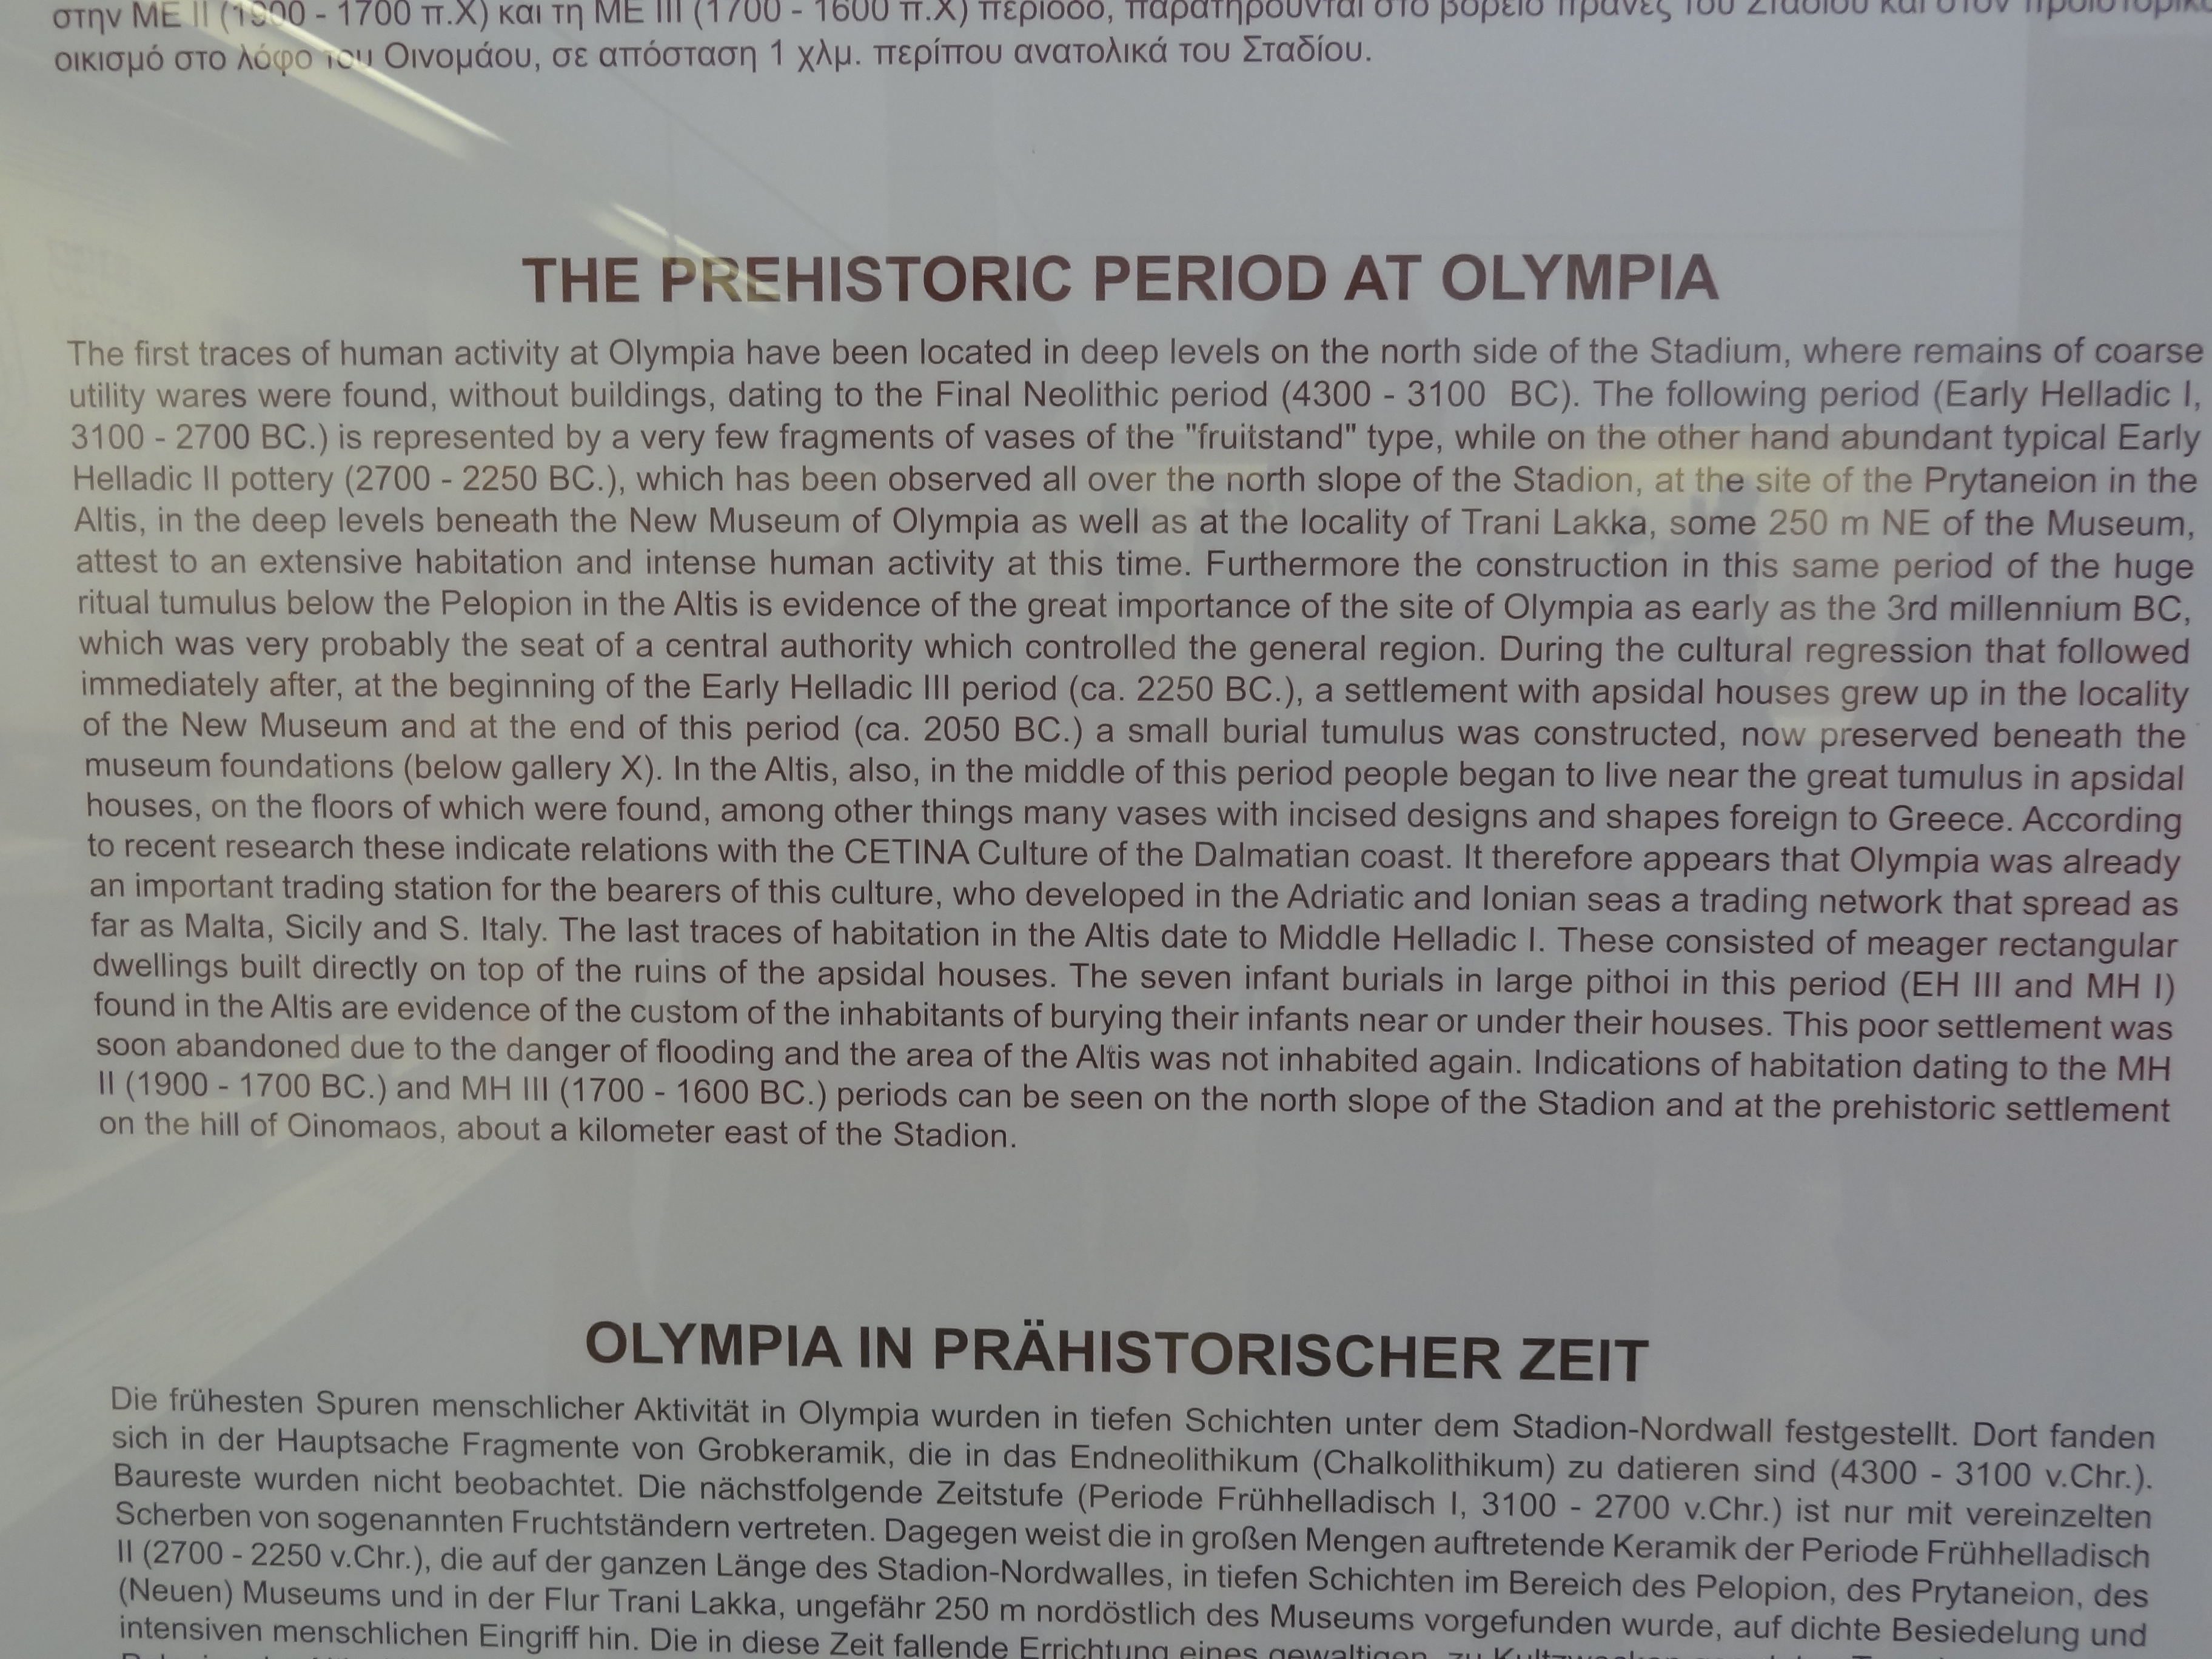 στην ΜΕ ΙΙ (1900 - 1700 π.Χ) και τη ΜΕ ΙΙΙ (1700 - 1600 π.Χ) περίοδο, παρατηρούνται στο βόρειο πρανές του Σταδίου και στον
οικισμό στο λόφο του Οινομάου, σε απόσταση 1 χλμ. περίπου ανατολικά του Σταδίου.
THE PREHISTORIC PERIOD AT OLYMPIA
The first traces of human activity at Olympia have been located in deep levels on the north side of the Stadium, where remains of coarse
utility wares were found, without buildings, dating to the Final Neolithic period (4300 - 3100 BC). The following period (Early Helladic I,
3100 - 2700 BC.) is represented by a very few fragments of vases of the "fruitstand" type, while on the other hand abundant typical Early
Helladic II pottery (2700 - 2250 BC.), which has been observed all over the north slope of the Stadion, at the site of the Prytaneion in the
Altis, in the deep levels beneath the New Museum of Olympia as well as at the locality of Trani Lakka, some 250 m NE of the Museum,
attest to an extensive habitation and intense human activity at this time. Furthermore the construction in this same period of the huge
ritual tumulus below the Pelopion in the Altis is evidence of the great importance of the site of Olympia as early as the 3rd millennium BC,
which was very probably the seat of a central authority which controlled the general region. During the cultural regression that followed
immediately after, at the beginning of the Early Helladic III period (ca. 2250 BC.), a settlement with apsidal houses grew up in the locality
of the New Museum and at the end of this period (ca. 2050 BC.) a small burial tumulus was constructed, now preserved beneath the
museum foundations (below gallery X). In the Altis, also, in the middle of this period people began to live near the great tumulus in apsidal
houses, on the floors of which were found, among other things many vases with incised designs and shapes foreign to Greece. According
to recent research these indicate relations with the CETINA Culture of the Dalmatian coast. It therefore appears that Olympia was already
an important trading station for the bearers of this culture, who developed in the Adriatic and Ionian seas a trading network that spread as
far as Malta, Sicily and S. Italy. The last traces of habitation in the Altis date to Middle Helladic I. These consisted of meager rectangular
dwellings built directly on top of the ruins of the apsidal houses. The seven infant burials in large pithoi in this period (EH III and MH I)
found in the Altis are evidence of the custom of the inhabitants of burying their infants near or under their houses. This poor settlement was
soon abandoned due to the danger of flooding and the area of the Altis was not inhabited again. Indications of habitation dating to the MH
II (1900 - 1700 BC.) and MH III (1700 - 1600 BC.) periods can be seen on the north slope of the Stadion and at the prehistoric settlement
on the hill of Oinomaos, about a kilometer east of the Stadion.
OLYMPIA IN PRÄHISTORISCHER ZEIT
Die frühesten Spuren menschlicher Aktivität in Olympia wurden in tiefen Schichten unter dem Stadion-Nordwall festgestellt. Dort fanden
sich in der Hauptsache Fragmente von Grobkeramik, die in das Endneolithikum (Chalkolithikum) zu datieren sind (4300 - 3100 v.Chr.).
Baureste wurden nicht beobachtet. Die nächstfolgende Zeitstufe (Periode Frühhelladisch I, 3100 - 2700 v.Chr.) ist nur mit vereinzelten
Scherben von sogenannten Fruchtständern vertreten. Dagegen weist die in großen Mengen auftretende Keramik der Periode Frühhelladisch
II (2700 - 2250 v.Chr.), die auf der ganzen Länge des Stadion-Nordwalles, in tiefen Schichten im Bereich des Pelopion, des Prytaneion, des
(Neuen) Museums und in der Flur Trani Lakka, ungefähr 250 m nordöstlich des Museums vorgefunden wurde, auf dichte Besiedelung und
intensiven menschlichen Eingriff hin. Die in diese Zeit fallende Errichtung eines gewaltigen, zu